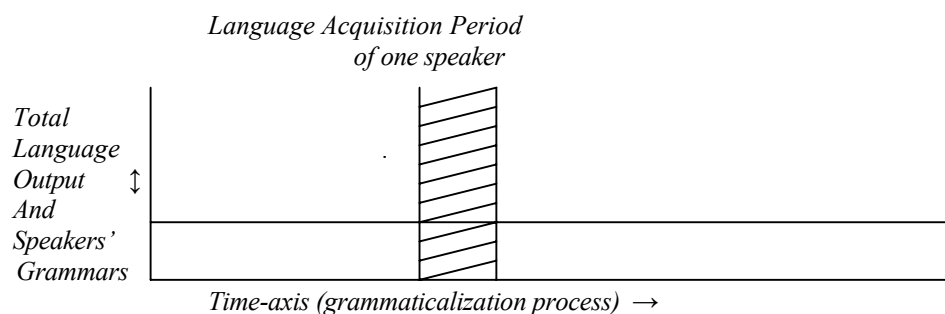 Language Acquisition Period
of one speaker
Total
Language
Output ↕
And
Speakers’
Grammars
Time-axis (grammaticalization process) →